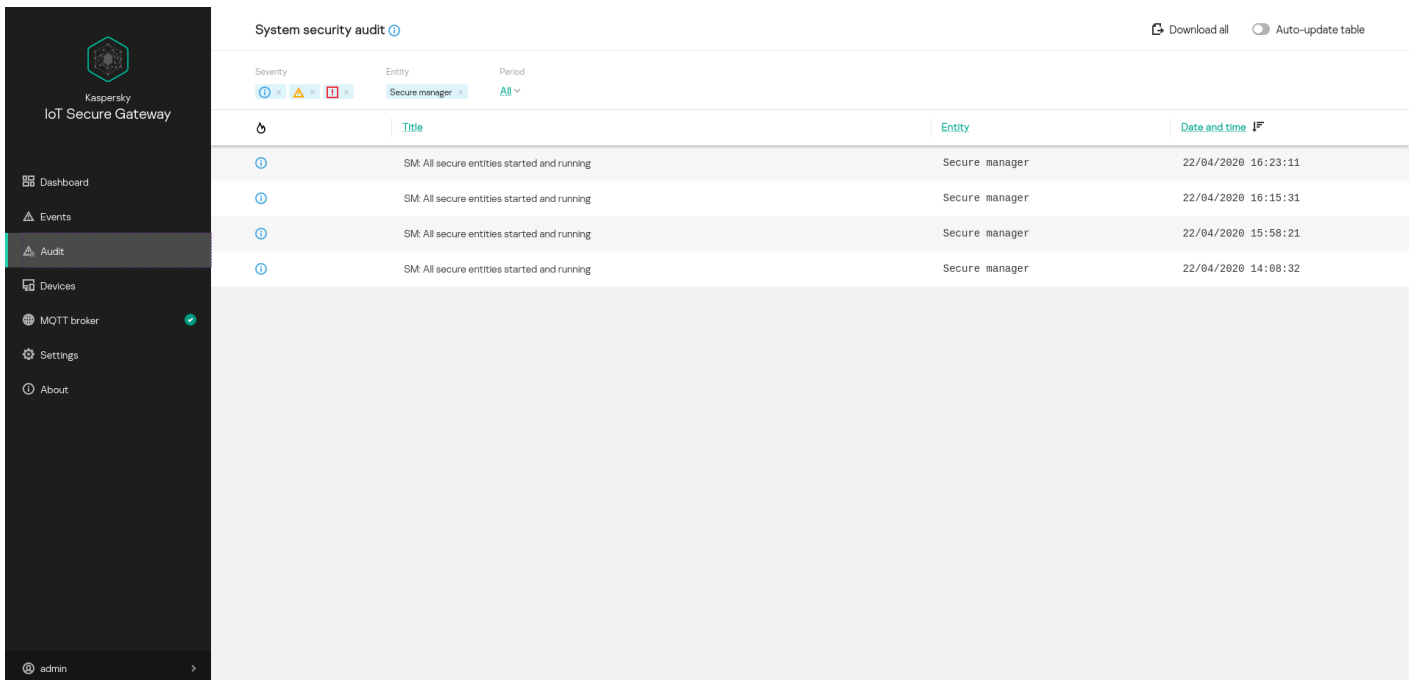 System security audit
Download all
Auto-update table
Kaspersky
IoT Secure Gateway
Dashboard
Events
Audit
Devices
MQTT broker
Settings
About
admin
Severity
Entity
Period
Secure manager
All
Title
Entity
Date and time
SM: All secure entities started and running
Secure manager
22/04/2020 16:23:11
SM: All secure entities started and running
Secure manager
22/04/2020 16:15:31
SM: All secure entities started and running
Secure manager
22/04/2020 15:58:21
SM: All secure entities started and running
Secure manager
22/04/2020 14:08:32